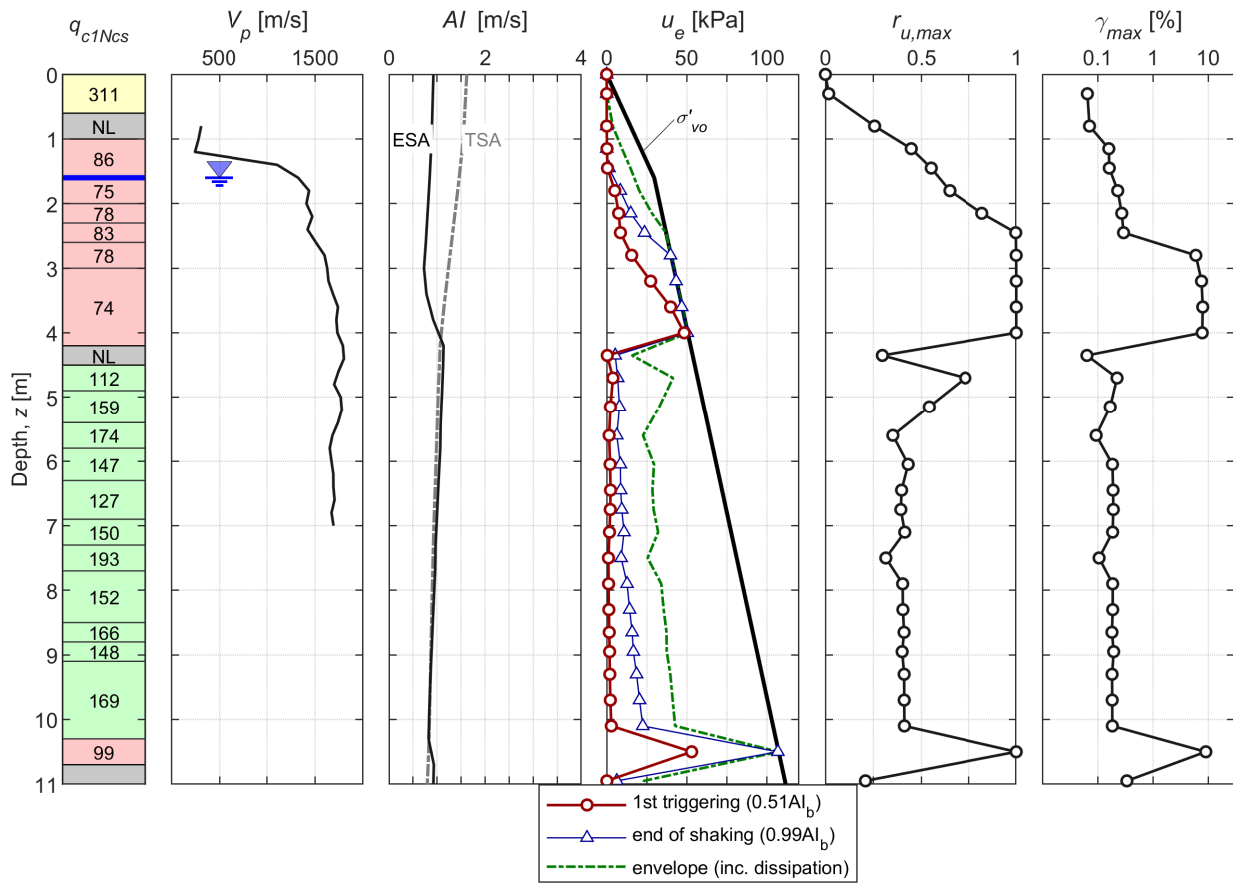 q_c1Ncs
V_p [m/s]
AI [m/s]
u_e [kPa]
r_u,max
γ_max [%]
500 1500
0 2 4
0 50 100
0 0.5 1
0.1 1 10
0
1
2
3
4
5
6
7
8
9
10
11
Depth, z [m]
311
NL
86
75
78
83
78
74
NL
112
159
174
147
127
150
193
152
166
148
169
99
ESA
TSA
σ'_vo
1st triggering (0.51AI_b)
end of shaking (0.99AI_b)
envelope (inc. dissipation)